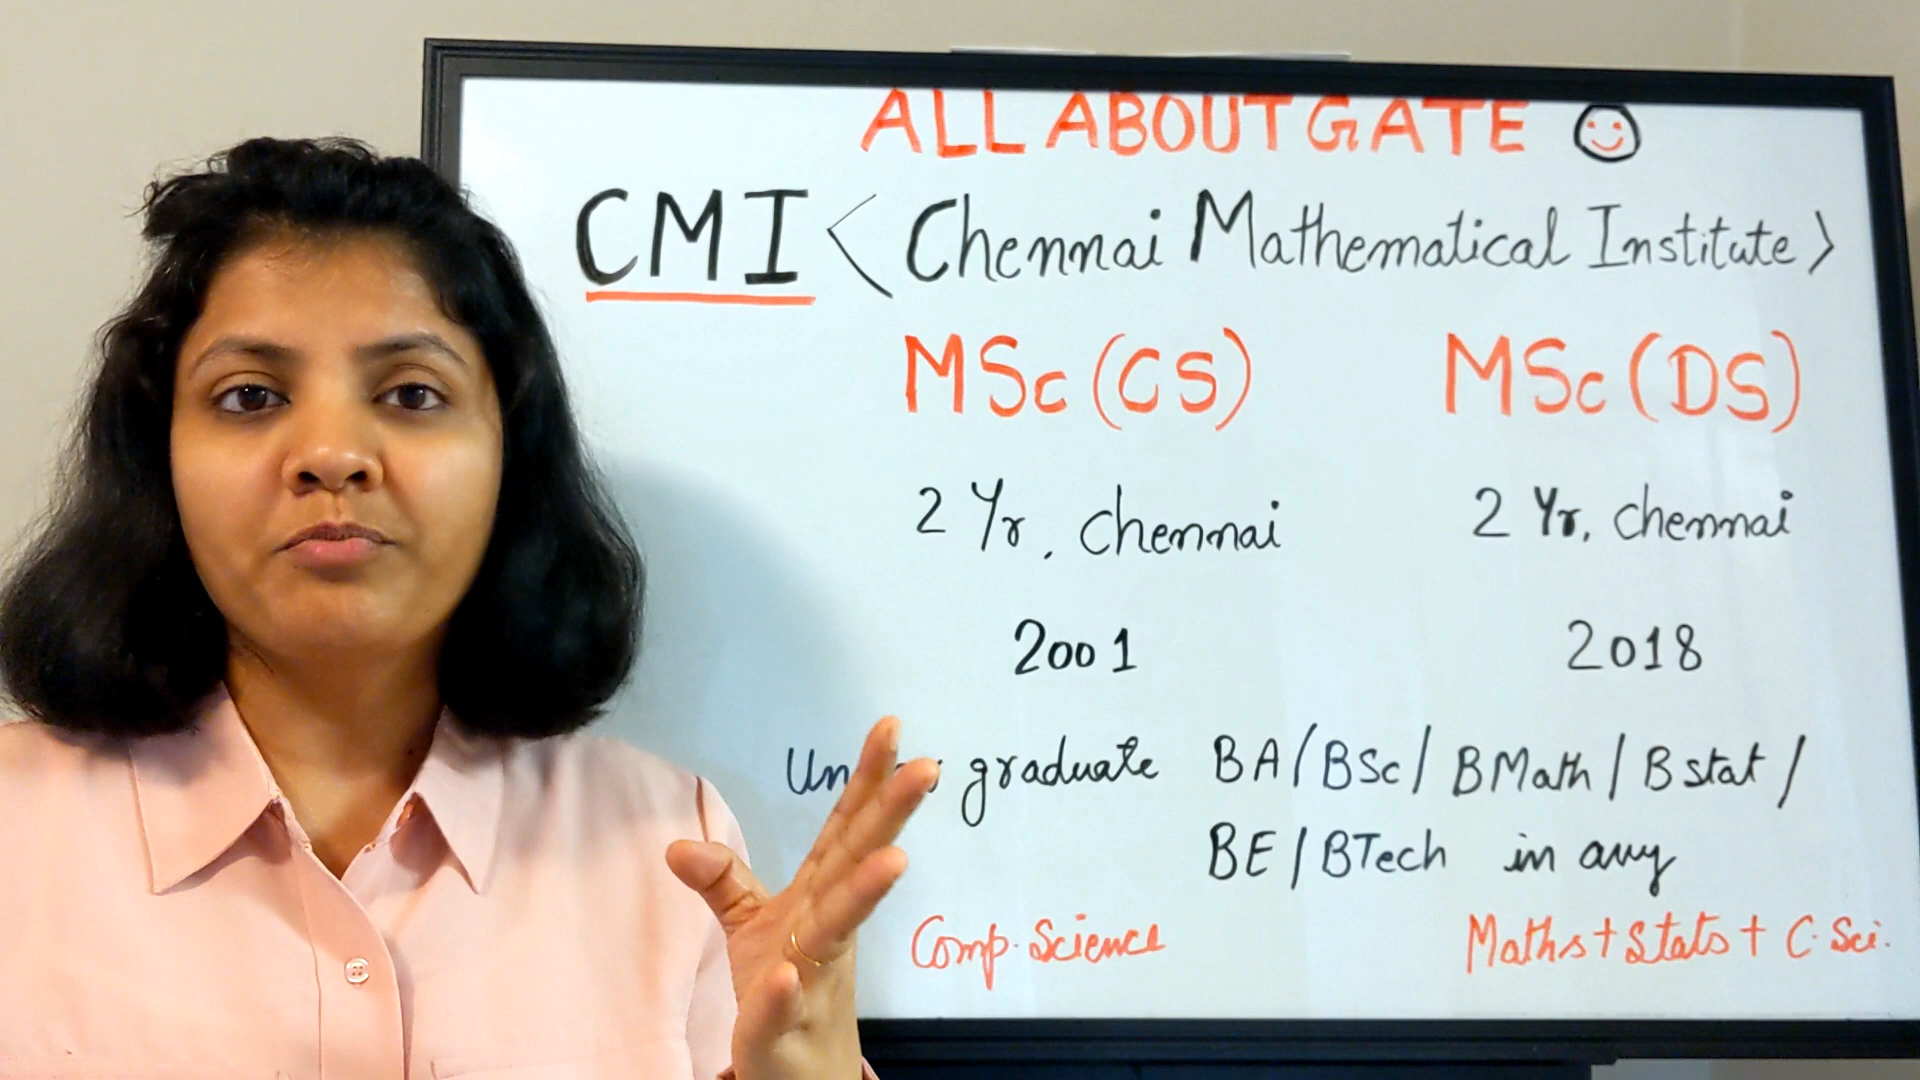 ALL ABOUT GATE
CMI < Chennai Mathematical Institute >
MSc (CS) MSc (DS)
2 Yr, Chennai 2 Yr, Chennai
2001 2018
graduate BA / BSc / BMath / B stat /
BE / BTech in any
Comp. Science Maths + Stats + C. Sci.